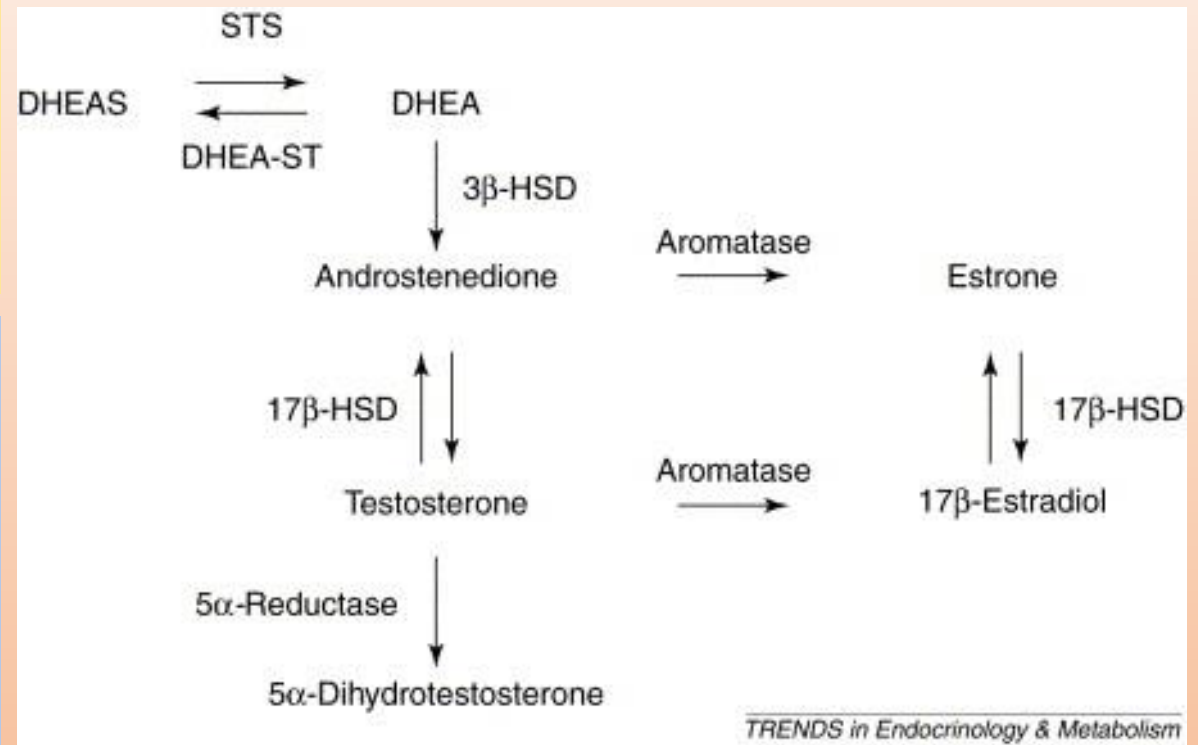 STS
DHEAS
DHEA
DHEA-ST
3β-HSD
Aromatase
Androstenedione
Estrone
17β-HSD
17β-HSD
Aromatase
Testosterone
17β-Estradiol
5α-Reductase
5α-Dihydrotestosterone
TRENDS in Endocrinology & Metabolism